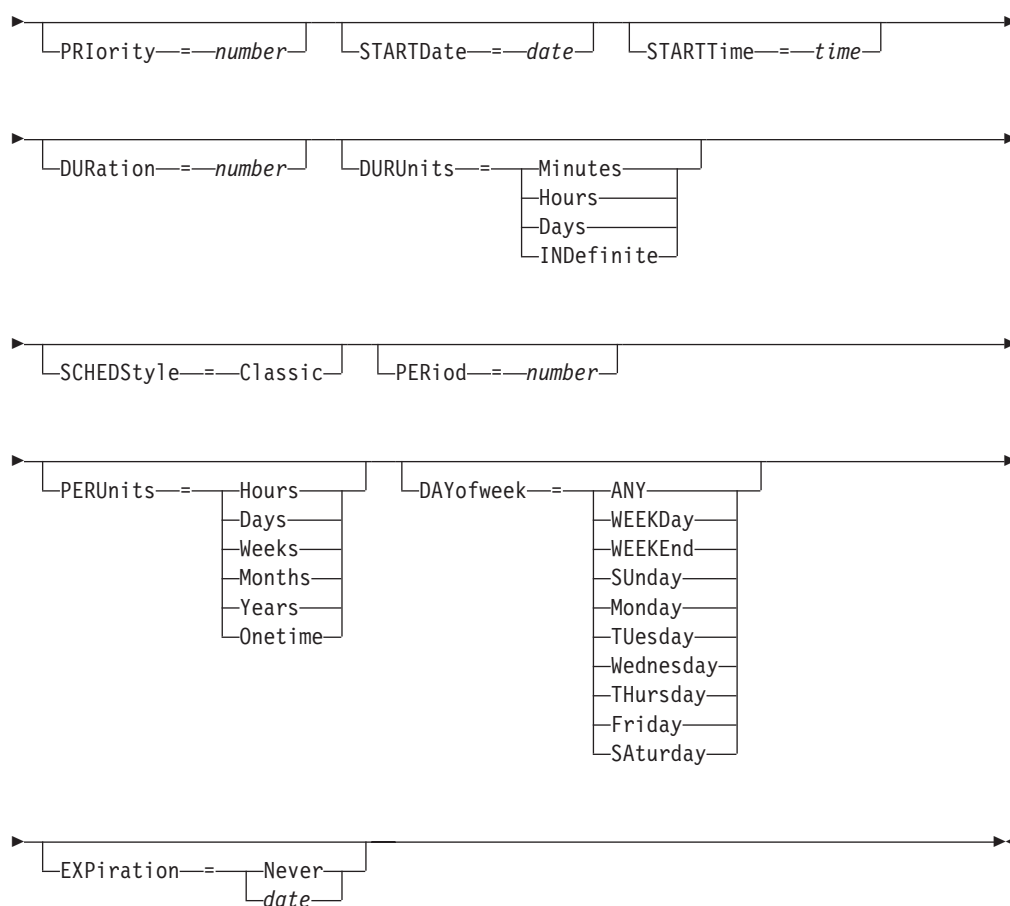 PRIority = number STARTDate = date STARTTime = time
DURation = number DURUnits = Minutes
Hours
Days
INDefinite
SCHEDStyle = Classic PERiod = number
PERUnits = Hours DAYofweek = ANY
Days WEEKDay
Weeks WEEKEnd
Months SUnday
Years Monday
Onetime TUesday
Wednesday
THursday
Friday
SAturday
EXPiration = Never
date